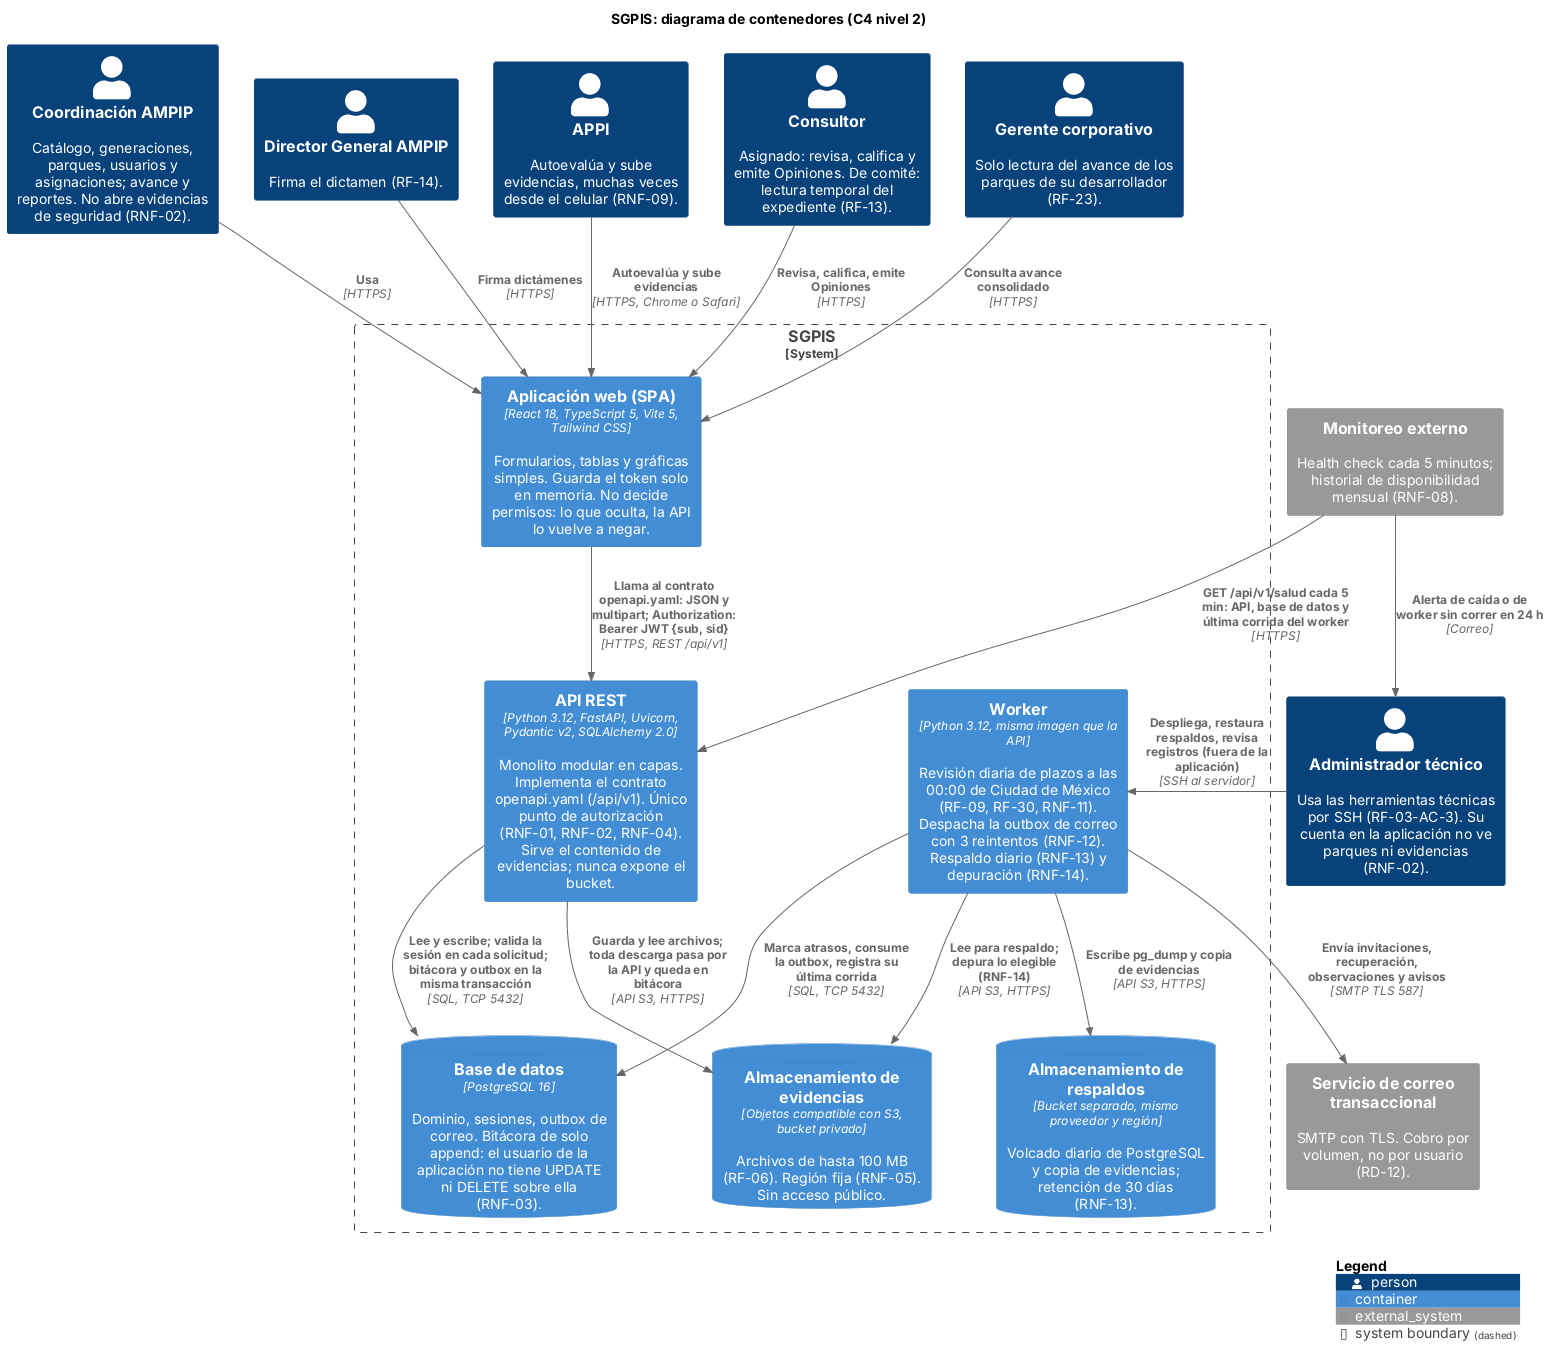 SGPIS: diagrama de contenedores (C4 nivel 2)
Coordinación AMPIP
Catálogo, generaciones,
parques, usuarios y
asignaciones; avance y
reportes. No abre evidencias
de seguridad (RNF-02).
Director General AMPIP
Firma el dictamen (RF-14).
APPI
Autoevalúa y sube
evidencias, muchas veces
desde el celular (RNF-09).
Consultor
Asignado: revisa, califica y
emite Opiniones. De comité:
lectura temporal del
expediente (RF-13).
Gerente corporativo
Solo lectura del avance de los
parques de su desarrollador
(RF-23).
Usa
[HTTPS]
Firma dictámenes
[HTTPS]
Autoevalúa y sube
evidencias
[HTTPS, Chrome o Safari]
Revisa, califica, emite
Opiniones
[HTTPS]
Consulta avance
consolidado
[HTTPS]
SGPIS
[System]
Aplicación web (SPA)
[React 18, TypeScript 5, Vite 5,
Tailwind CSS]
Formularios, tablas y gráficas
simples. Guarda el token solo
en memoria. No decide
permisos: lo que oculta, la API
lo vuelve a negar.
Monitoreo externo
Health check cada 5 minutos;
historial de disponibilidad
mensual (RNF-08).
Llama al contrato
openapi.yaml: JSON y
multipart; Authorization:
Bearer JWT {sub, sid}
[HTTPS, REST /api/v1]
GET /api/v1/salud cada 5
min: API, base de datos y
última corrida del worker
[HTTPS]
Alerta de caída o de
worker sin correr en 24 h
[Correo]
API REST
[Python 3.12, FastAPI, Uvicorn,
Pydantic v2, SQLAlchemy 2.0]
Monolito modular en capas.
Implementa el contrato
openapi.yaml (/api/v1). Único
punto de autorización
(RNF-01, RNF-02, RNF-04).
Sirve el contenido de
evidencias; nunca expone el
bucket.
Worker
[Python 3.12, misma imagen que la
API]
Revisión diaria de plazos a las
00:00 de Ciudad de México
(RF-09, RF-30, RNF-11).
Despacha la outbox de correo
con 3 reintentos (RNF-12).
Respaldo diario (RNF-13) y
depuración (RNF-14).
Despliega, restaura
respaldos, revisa
registros (fuera de la
aplicación)
[SSH al servidor]
Administrador técnico
Usa las herramientas técnicas
por SSH (RF-03-AC-3). Su
cuenta en la aplicación no ve
parques ni evidencias
(RNF-02).
Lee y escribe; valida la
sesión en cada solicitud;
bitácora y outbox en la
misma transacción
[SQL, TCP 5432]
Guarda y lee archivos;
toda descarga pasa por
la API y queda en
bitácora
[API S3, HTTPS]
Marca atrasos, consume
la outbox, registra su
última corrida
[SQL, TCP 5432]
Lee para respaldo;
depura lo elegible
(RNF-14)
[API S3, HTTPS]
Escribe pg_dump y copia
de evidencias
[API S3, HTTPS]
Envía invitaciones,
recuperación,
observaciones y avisos
[SMTP TLS 587]
Base de datos
[PostgreSQL 16]
Dominio, sesiones, outbox de
correo. Bitácora de solo
append: el usuario de la
aplicación no tiene UPDATE
ni DELETE sobre ella
(RNF-03).
Almacenamiento de
evidencias
[Objetos compatible con S3,
bucket privado]
Archivos de hasta 100 MB
(RF-06). Región fija (RNF-05).
Sin acceso público.
Almacenamiento de
respaldos
[Bucket separado, mismo
proveedor y región]
Volcado diario de PostgreSQL
y copia de evidencias;
retención de 30 días
(RNF-13).
Servicio de correo
transaccional
SMTP con TLS. Cobro por
volumen, no por usuario
(RD-12).
Legend
person
container
external_system
system boundary (dashed)